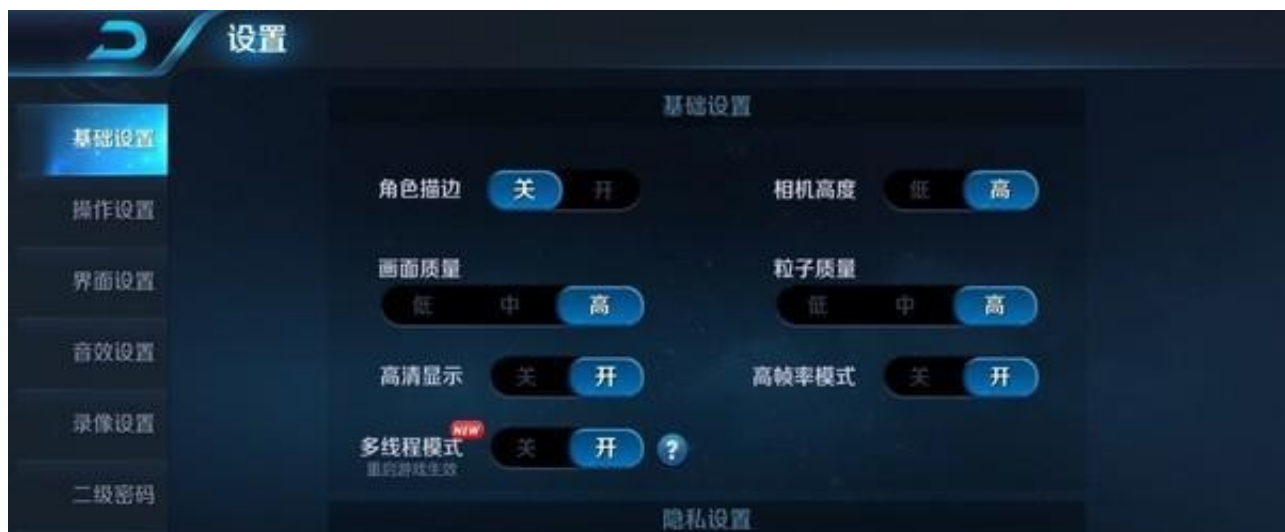 设置
基础设置
操作设置
界面设置
音效设置
录像设置
二级密码
基础设置
角色描边 关 开
相机高度 低 高
画面质量
低 中 高
粒子质量
低 中 高
高清显示 关 开
高帧率模式 关 开
多线程模式 NEW 关 开 ?
重启游戏生效
隐私设置